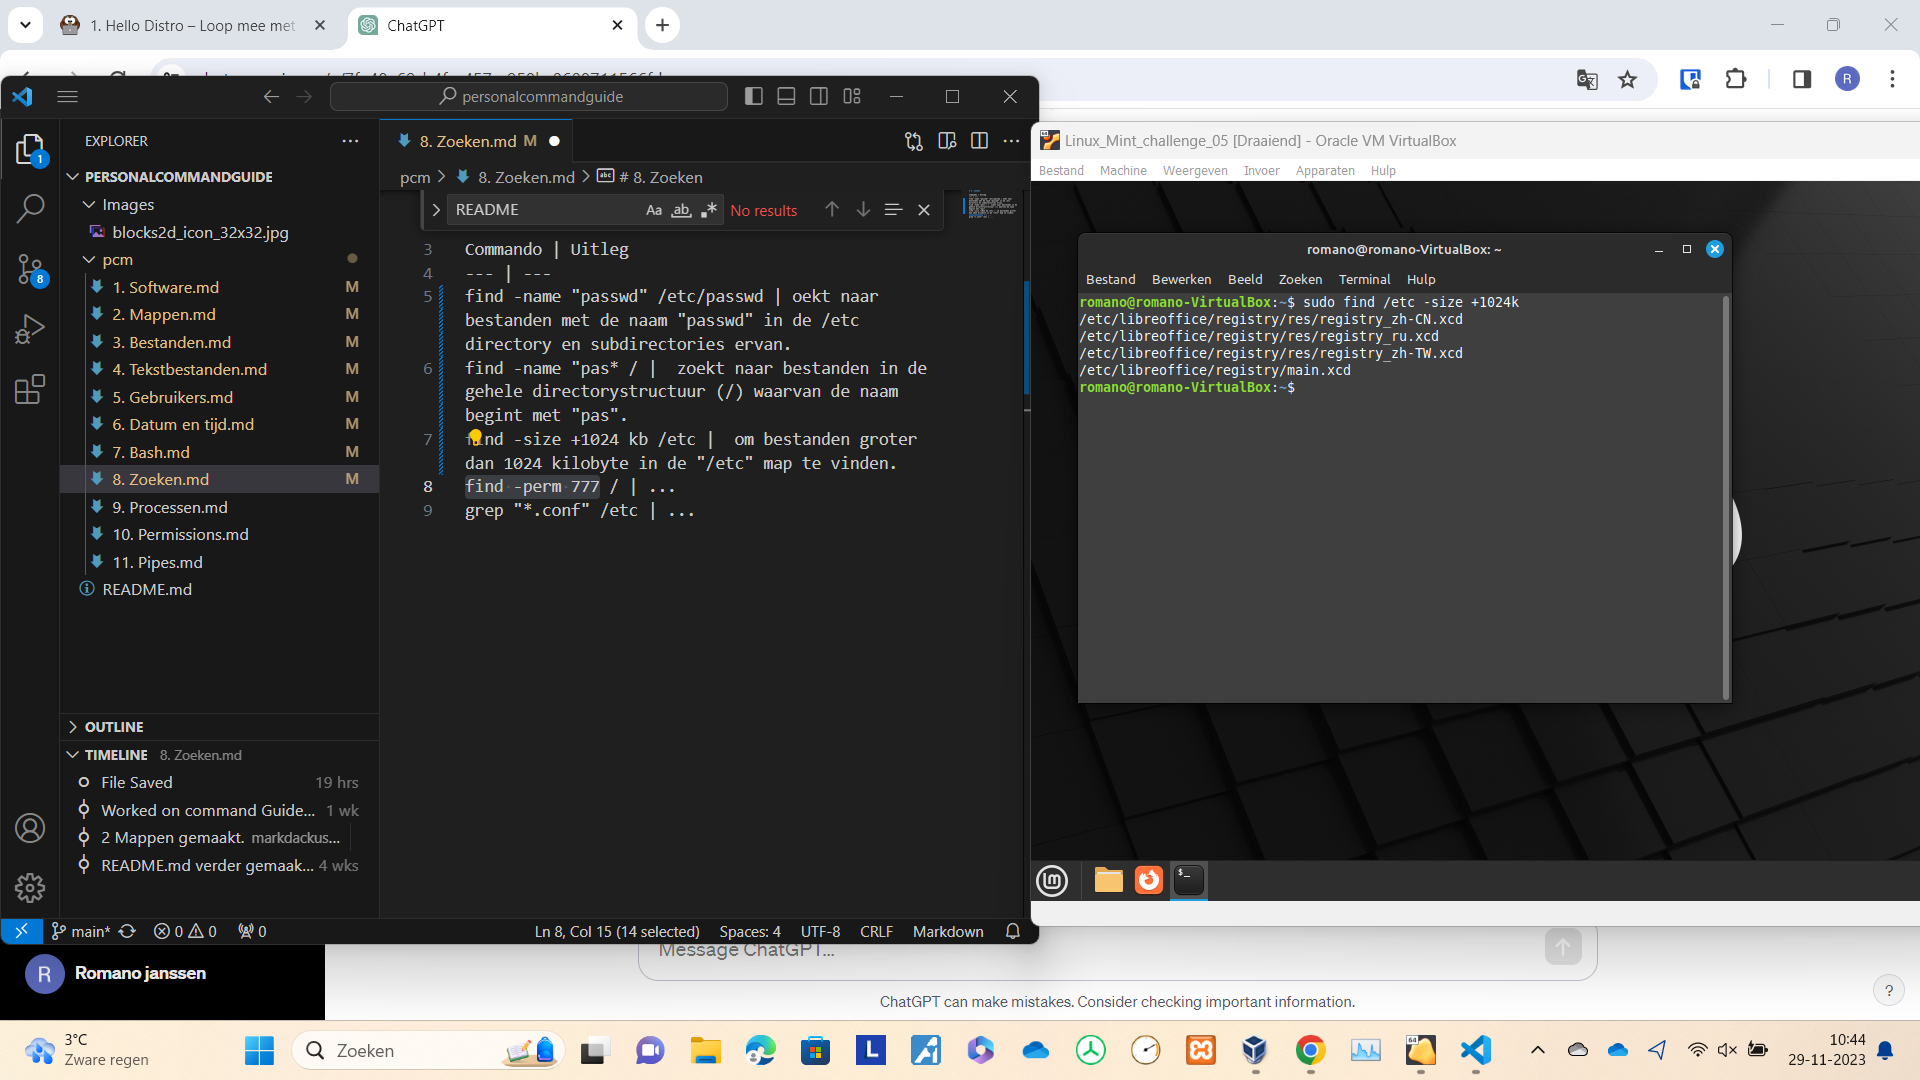 1. Hello Distro – Loop mee met
ChatGPT
R
personalcommandguide
EXPLORER
8. Zoeken.md M
pcm > 8. Zoeken.md > # 8. Zoeken
PERSONALCOMMANDGUIDE
Images
blocks2d_icon_32x32.jpg
pcm
1. Software.md M
2. Mappen.md M
3. Bestanden.md M
4. Tekstbestanden.md M
5. Gebruikers.md M
6. Datum en tijd.md M
7. Bash.md M
8. Zoeken.md M
9. Processen.md
10. Permissions.md
11. Pipes.md
README.md
1
8
README
Aa ab No results
3 Commando | Uitleg
4 --- | ---
5 find -name "passwd" /etc/passwd | oekt naar
bestanden met de naam "passwd" in de /etc
directory en subdirectories ervan.
6 find -name "pas* / |  zoekt naar bestanden in de
gehele directorystructuur (/) waarvan de naam
begint met "pas".
7 find -size +1024 kb /etc |  om bestanden groter
dan 1024 kilobyte in de "/etc" map te vinden.
8 find -perm 777 / | ...
9 grep "*.conf" /etc | ...
OUTLINE
TIMELINE 8. Zoeken.md
File Saved 19 hrs
Worked on command Guide... 1 wk
2 Mappen gemaakt. markdackus...
README.md verder gemaak... 4 wks
main* 0 0 0
Ln 8, Col 15 (14 selected) Spaces: 4 UTF-8 CRLF Markdown
Linux_Mint_challenge_05 [Draaiend] - Oracle VM VirtualBox
Bestand Machine Weergeven Invoer Apparaten Hulp
romano@romano-VirtualBox: ~
Bestand Bewerken Beeld Zoeken Terminal Hulp
romano@romano-VirtualBox:~$ sudo find /etc -size +1024k
/etc/libreoffice/registry/res/registry_zh-CN.xcd
/etc/libreoffice/registry/res/registry_ru.xcd
/etc/libreoffice/registry/res/registry_zh-TW.xcd
/etc/libreoffice/registry/main.xcd
romano@romano-VirtualBox:~$
$_
Message ChatGPT...
R Romano janssen
ChatGPT can make mistakes. Consider checking important information.
?
3°C
Zware regen
Zoeken
L
64
10:44
29-11-2023